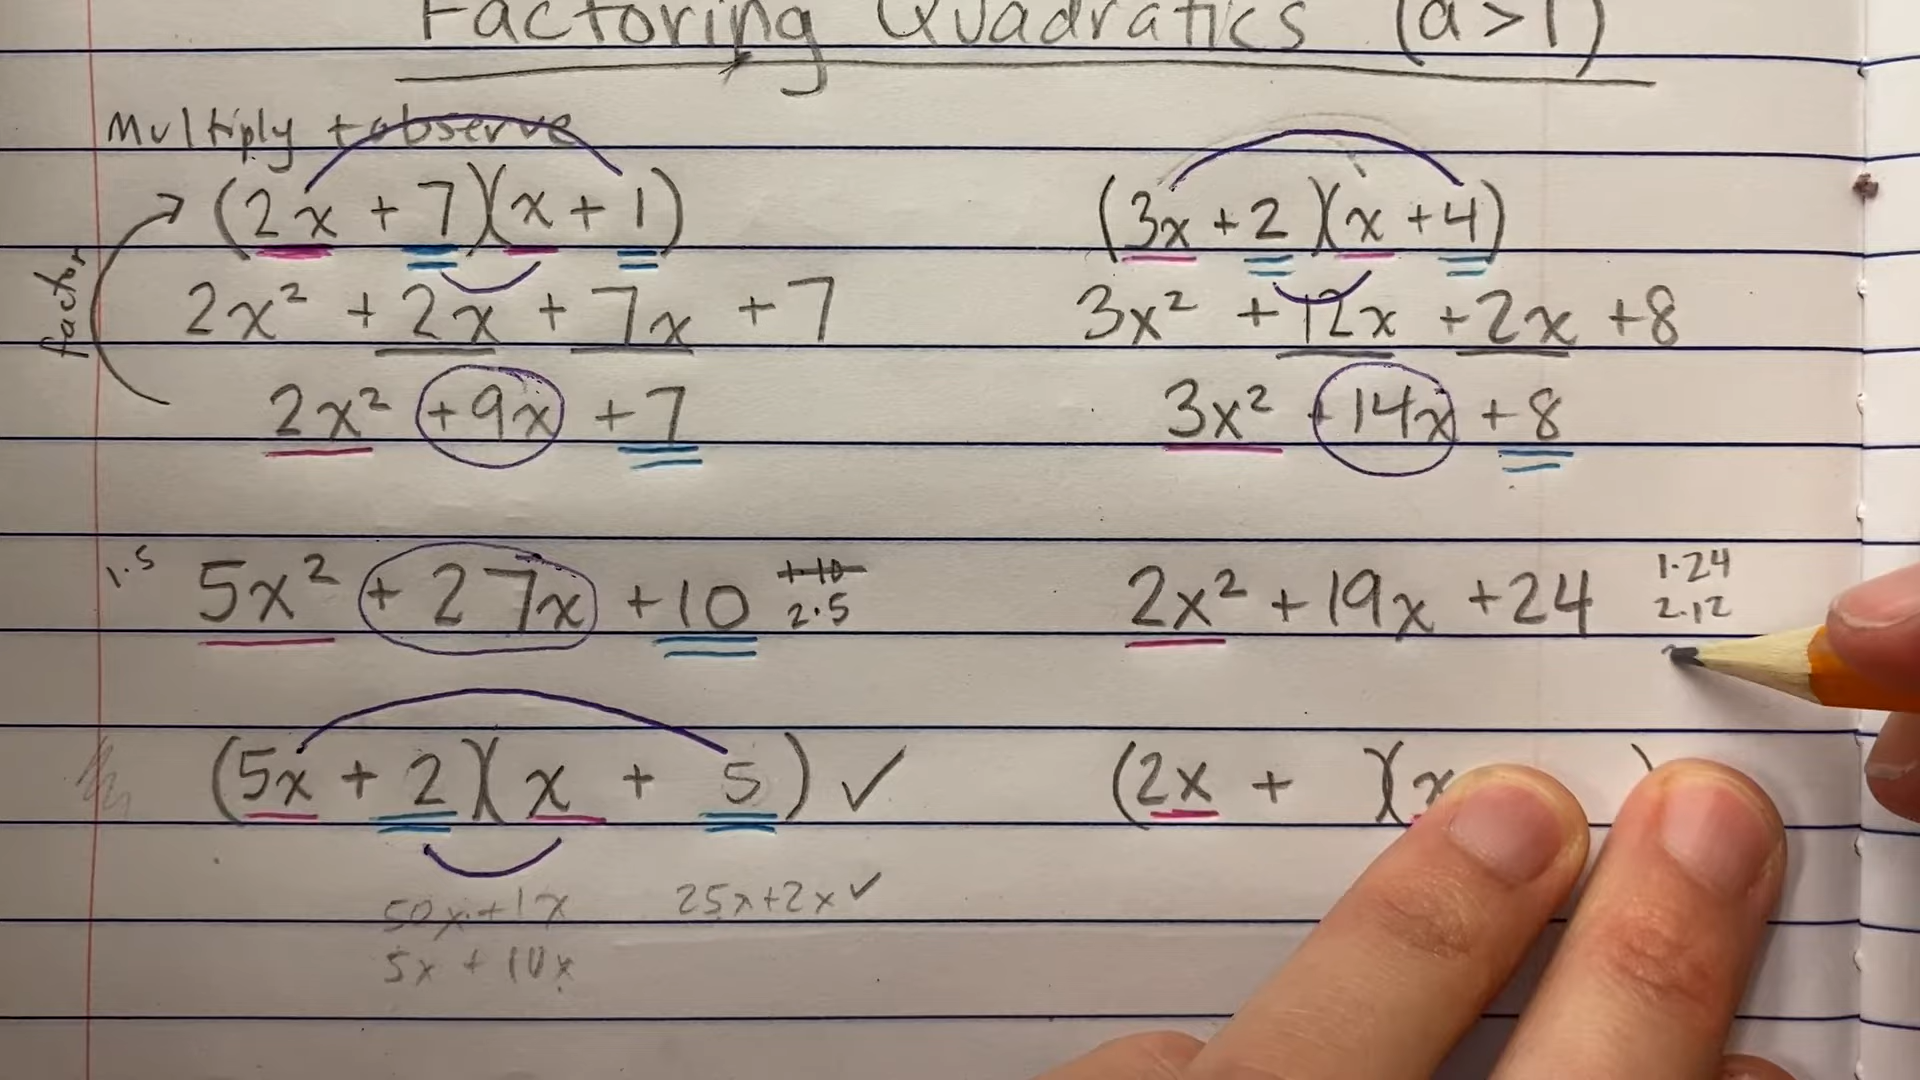 Factoring Quadratics (a>1)
Multiply + observe
(2x + 7)(x + 1)
factor
2x² + 2x + 7x + 7
2x² +9x +7
(3x + 2)(x + 4)
3x² +12x +2x +8
3x² +14x +8
1·5
5x² + 27x +10
1·10
2·5
(5x + 2)(x + 5) ✓
50x+1x
5x + 10x
25x+2x ✓
2x² +19x +24
1·24
2·12
(2x + )(x )